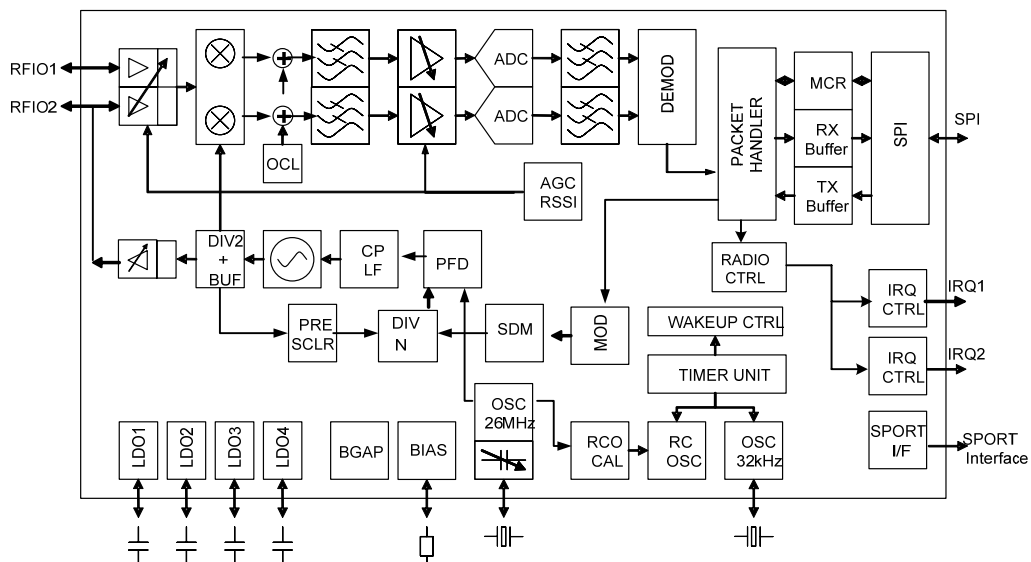 RFIO1
RFIO2
OCL
ADC
ADC
DEMOD
PACKET
HANDLER
MCR
RX
Buffer
TX
Buffer
SPI
SPI
AGC
RSSI
DIV2
+
BUF
CP
LF
PFD
RADIO
CTRL
PRE
SCLR
DIV
N
SDM
MOD
WAKEUP CTRL
TIMER UNIT
IRQ
CTRL
IRQ1
IRQ
CTRL
IRQ2
OSC
26MHz
LDO1
LDO2
LDO3
LDO4
BGAP
BIAS
RCO
CAL
RC
OSC
OSC
32kHz
SPORT
I/F
SPORT
Interface